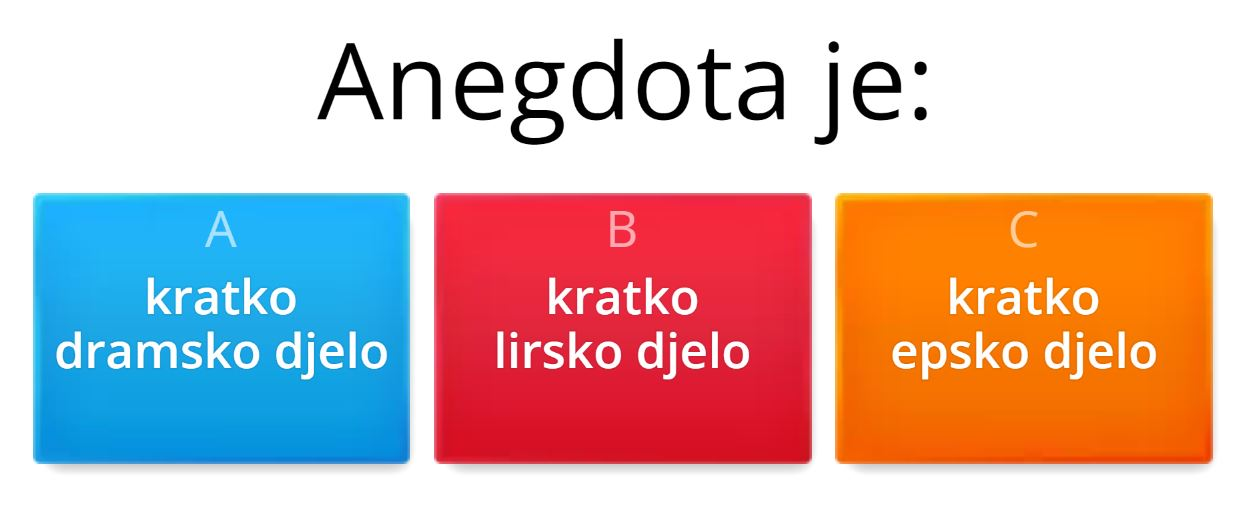 Anegdota je:
A
kratko
dramsko djelo
B
kratko
lirsko djelo
C
kratko
epsko djelo